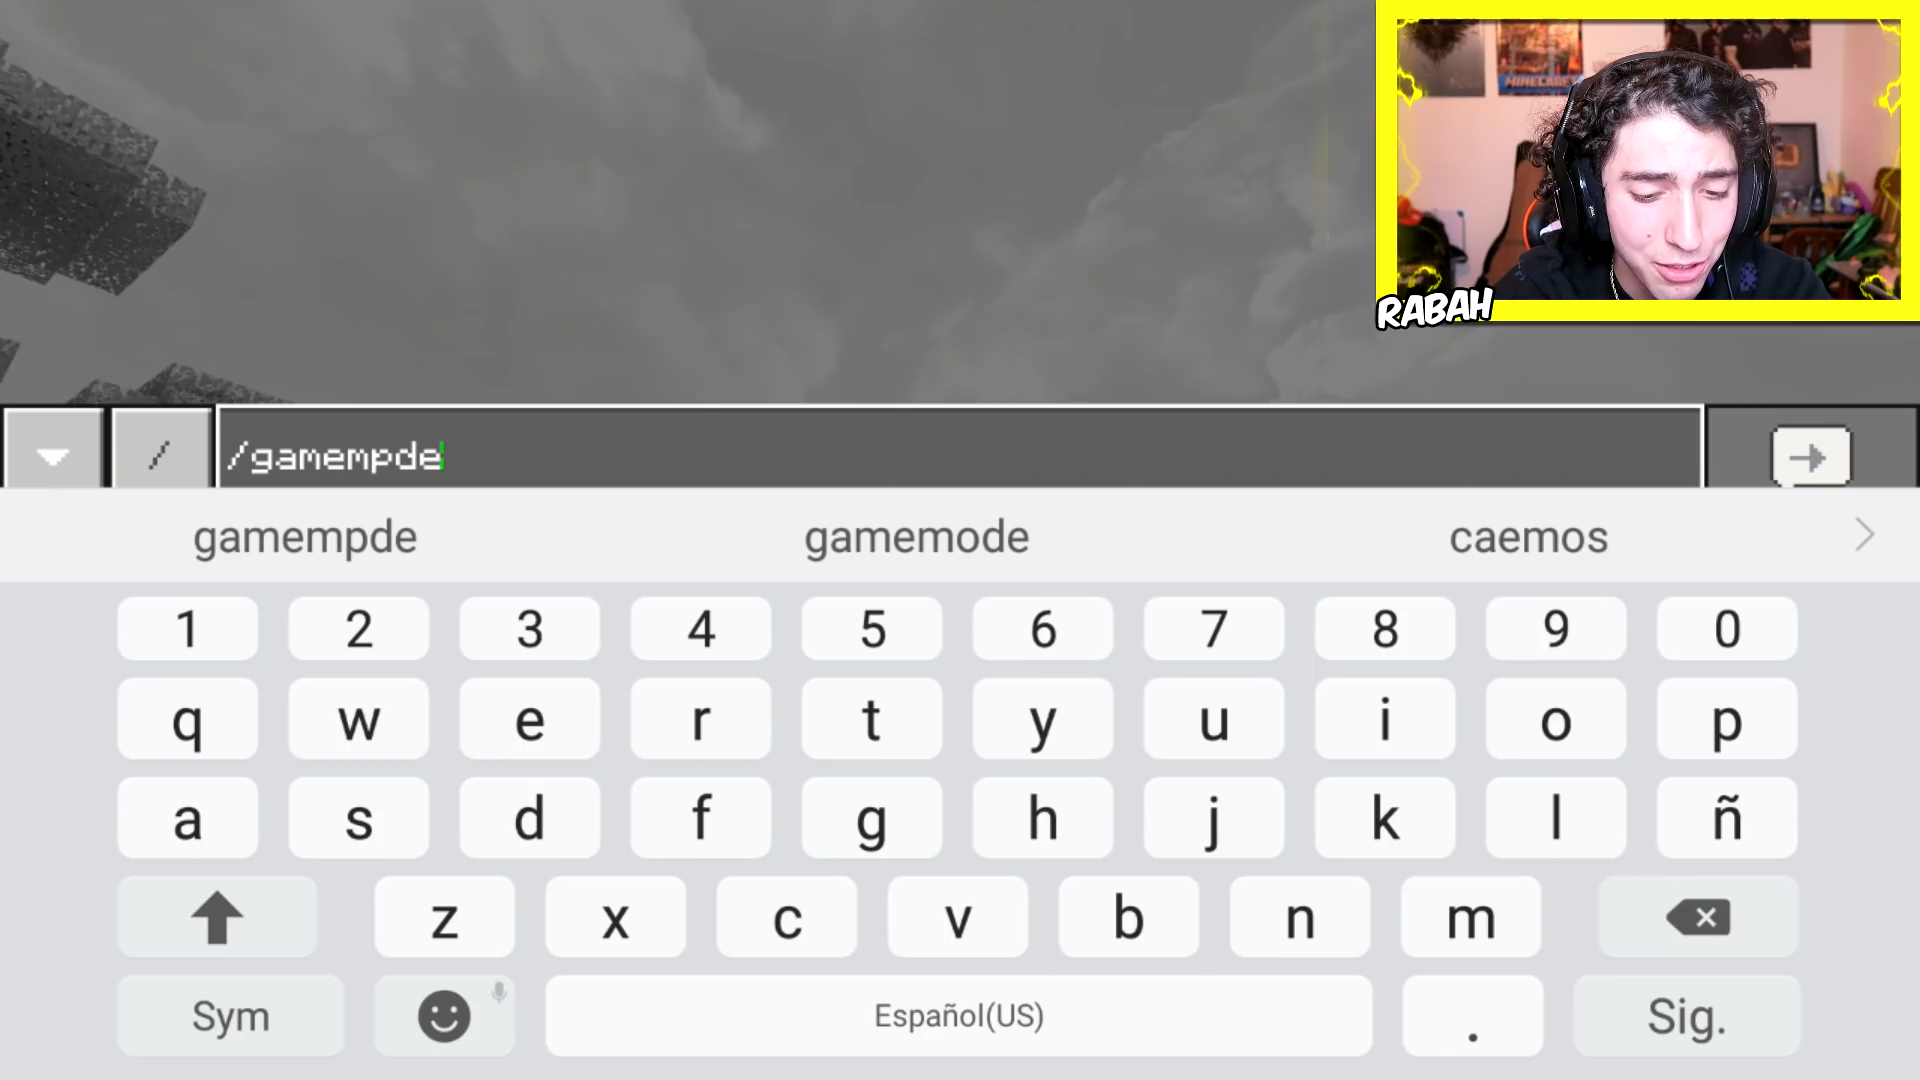 MINECRAFT
RABAH
/
/gamempde
gamempde gamemode caemos
1 2 3 4 5 6 7 8 9 0
q w e r t y u i o p
a s d f g h j k l ñ
z x c v b n m
Sym Español(US) . Sig.